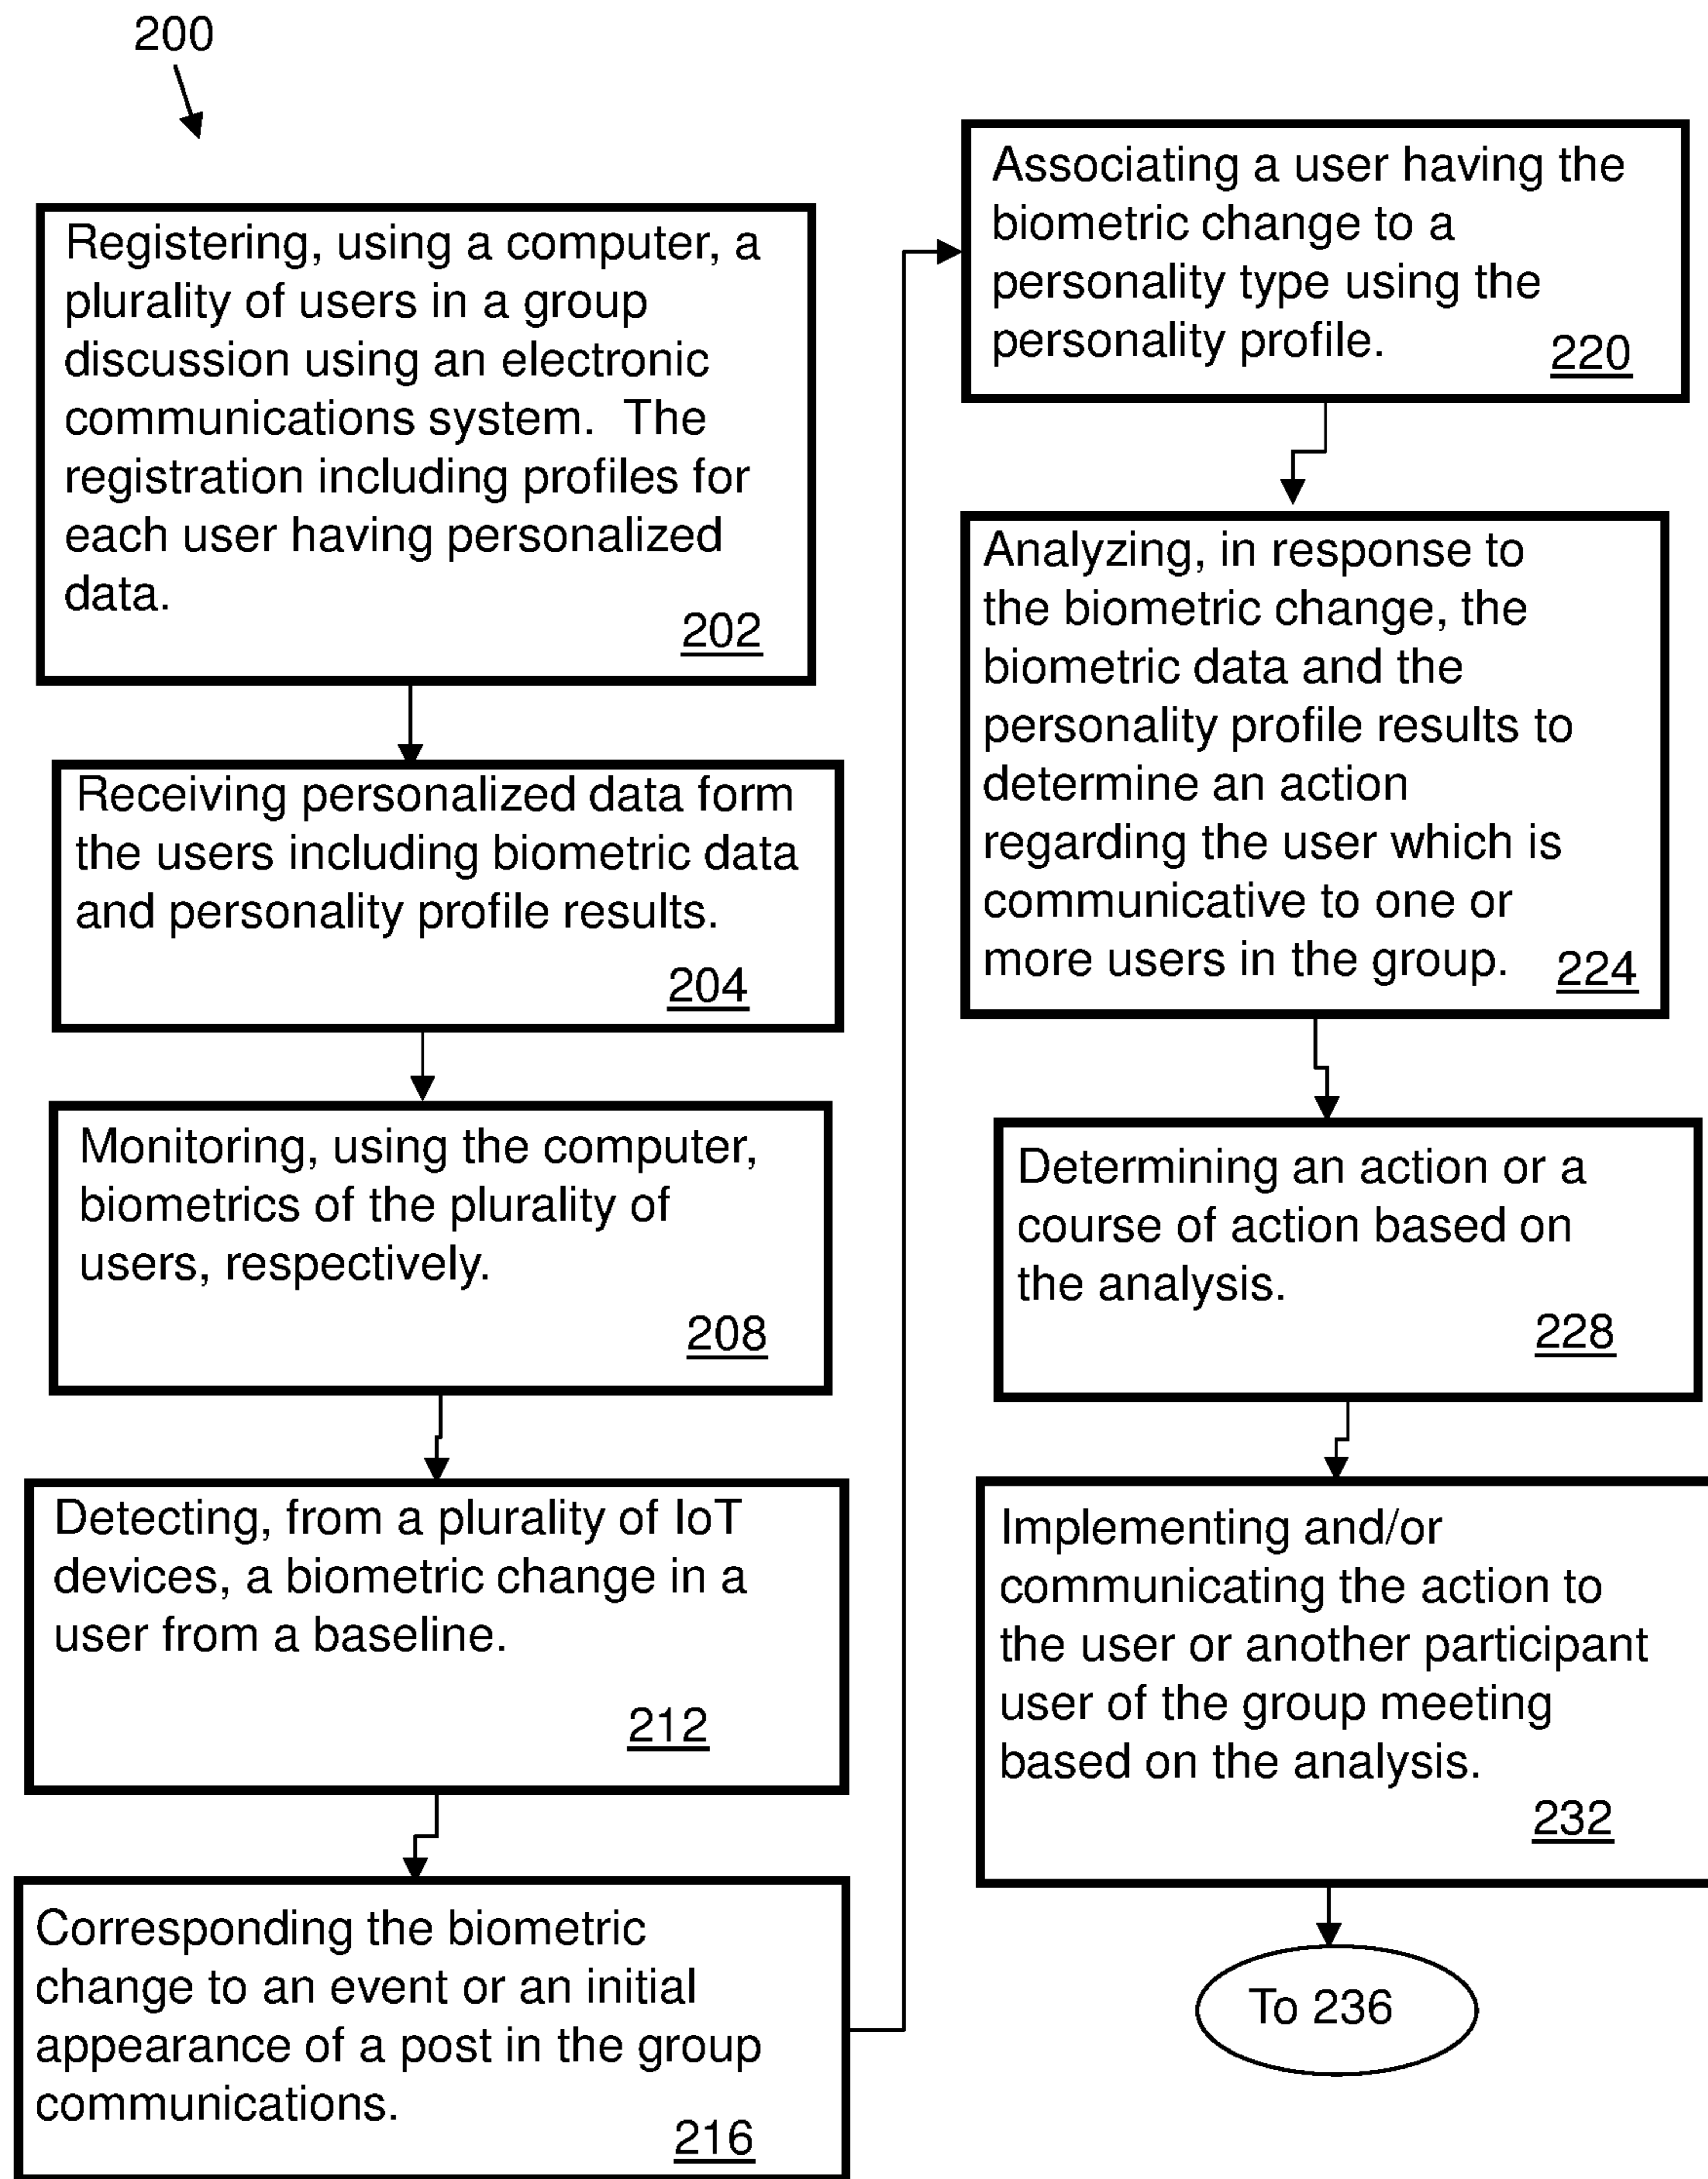 200
Registering, using a computer, a
plurality of users in a group
discussion using an electronic
communications system. The
registration including profiles for
each user having personalized
data.
202
Receiving personalized data form
the users including biometric data
and personality profile results.
204
Monitoring, using the computer,
biometrics of the plurality of
users, respectively.
208
Detecting, from a plurality of IoT
devices, a biometric change in a
user from a baseline.
212
Corresponding the biometric
change to an event or an initial
appearance of a post in the group
communications.
216
Associating a user having the
biometric change to a
personality type using the
personality profile.
220
Analyzing, in response to
the biometric change, the
biometric data and the
personality profile results to
determine an action
regarding the user which is
communicative to one or
more users in the group.
224
Determining an action or a
course of action based on
the analysis.
228
Implementing and/or
communicating the action to
the user or another participant
user of the group meeting
based on the analysis.
232
To 236